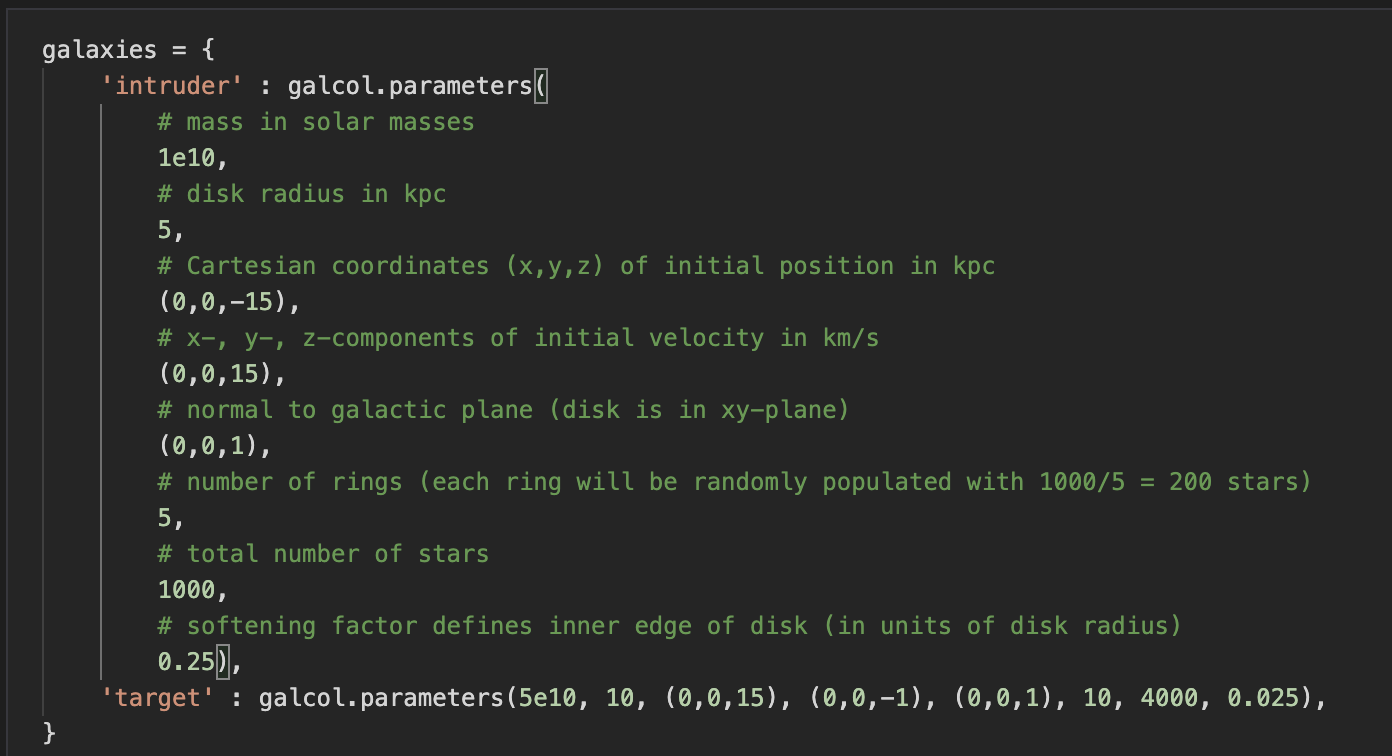 galaxies = {
    'intruder' : galcol.parameters(
        # mass in solar masses
        1e10,
        # disk radius in kpc
        5,
        # Cartesian coordinates (x,y,z) of initial position in kpc
        (0,0,-15),
        # x-, y-, z-components of initial velocity in km/s
        (0,0,15),
        # normal to galactic plane (disk is in xy-plane)
        (0,0,1),
        # number of rings (each ring will be randomly populated with 1000/5 = 200 stars)
        5,
        # total number of stars
        1000,
        # softening factor defines inner edge of disk (in units of disk radius)
        0.25),
    'target' : galcol.parameters(5e10, 10, (0,0,15), (0,0,-1), (0,0,1), 10, 4000, 0.025),
}